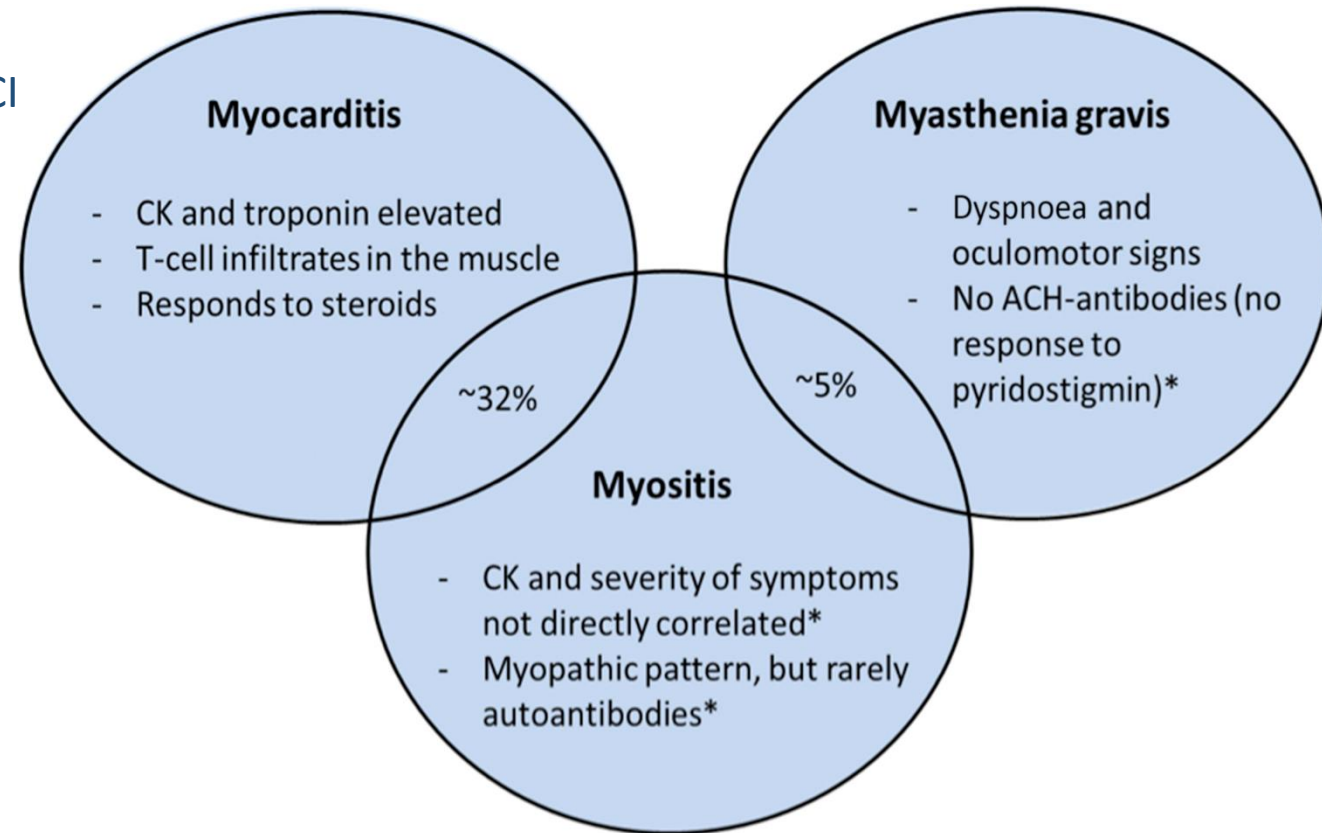 CI
Myocarditis
- CK and troponin elevated
- T-cell infiltrates in the muscle
- Responds to steroids
Myasthenia gravis
- Dyspnoea and
oculomotor signs
- No ACH-antibodies (no
response to
pyridostigmin)*
~32%
~5%
Myositis
- CK and severity of symptoms
not directly correlated*
- Myopathic pattern, but rarely
autoantibodies*